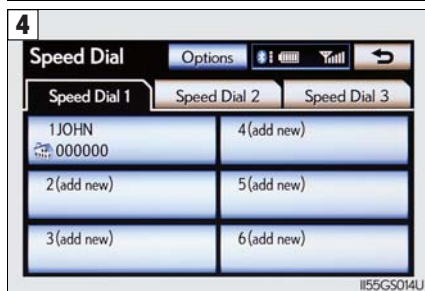 4
Speed Dial Options
Speed Dial 1 Speed Dial 2 Speed Dial 3
1JOHN
000000
4(add new)
2(add new)
5(add new)
3(add new)
6(add new)
II55GS014U